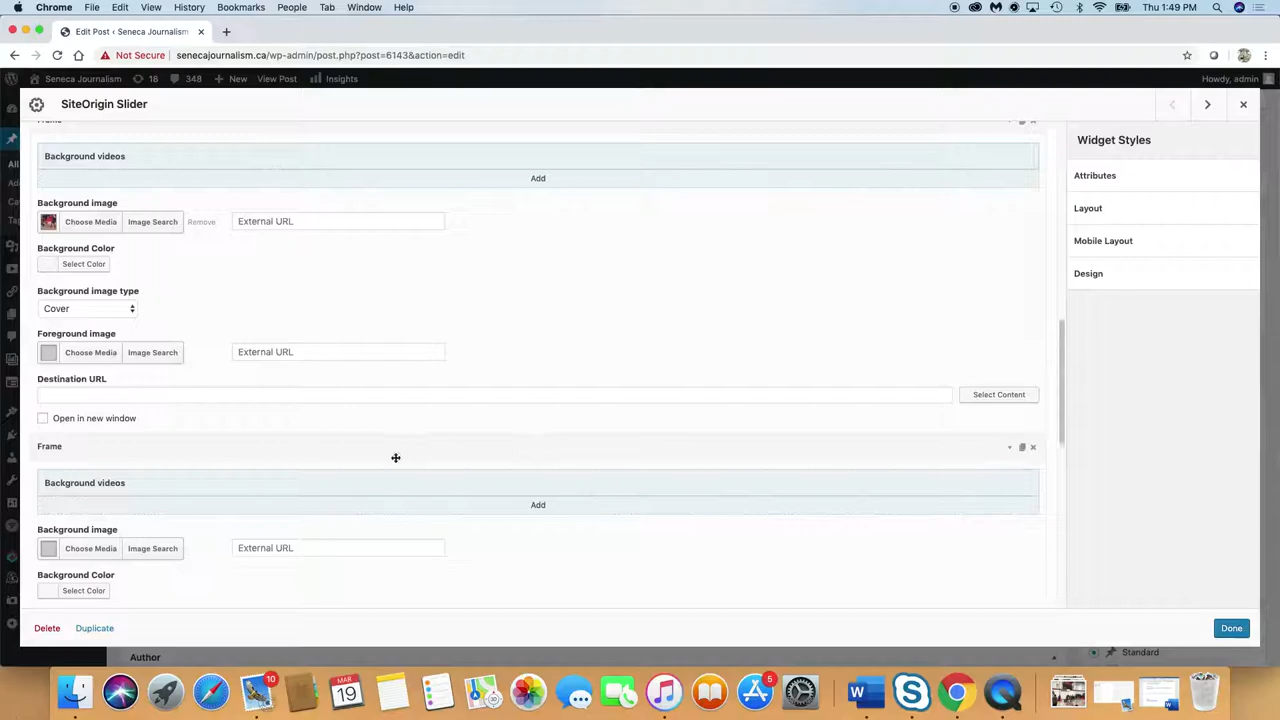 Chrome File Edit View History Bookmarks People Tab Window Help Thu 1:49 PM
Edit Post ‹ Seneca Journalism
Not Secure senecajournalism.ca/wp-admin/post.php?post=6143&action=edit
Seneca Journalism 18 348 New View Post Insights Howdy, admin
SiteOrigin Slider
Frame
Widget Styles
Background videos
Add
Attributes
Background image
Layout
Choose Media Image Search Remove External URL
Mobile Layout
Background Color
Select Color
Design
Background image type
Cover
Foreground image
Choose Media Image Search External URL
Destination URL
Select Content
Open in new window
Frame
Background videos
Add
Background image
Choose Media Image Search External URL
Background Color
Select Color
Delete Duplicate Done
Author Standard
All
10
MAR
19
5